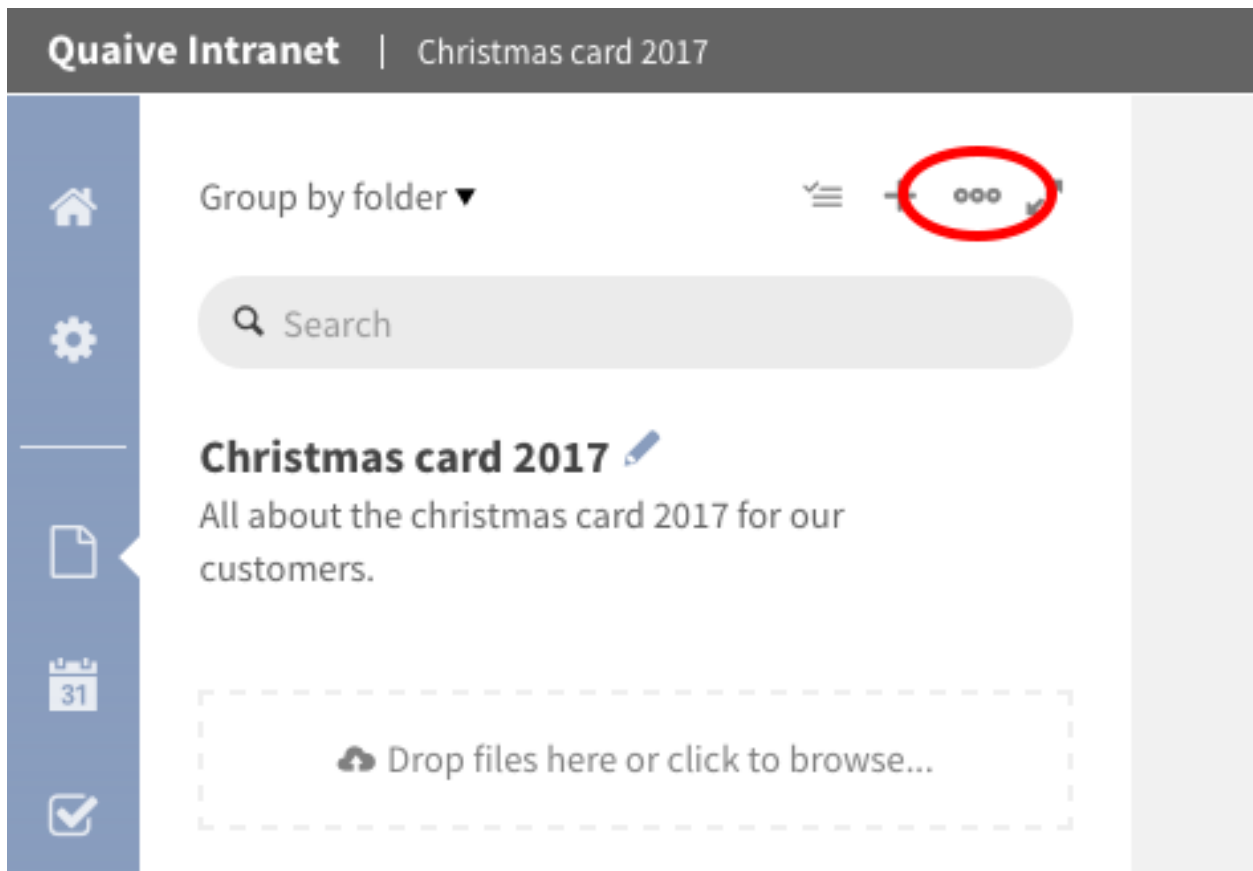 Quaive Intranet | Christmas card 2017
Group by folder
Search
Christmas card 2017
All about the christmas card 2017 for our
customers.
31
Drop files here or click to browse...